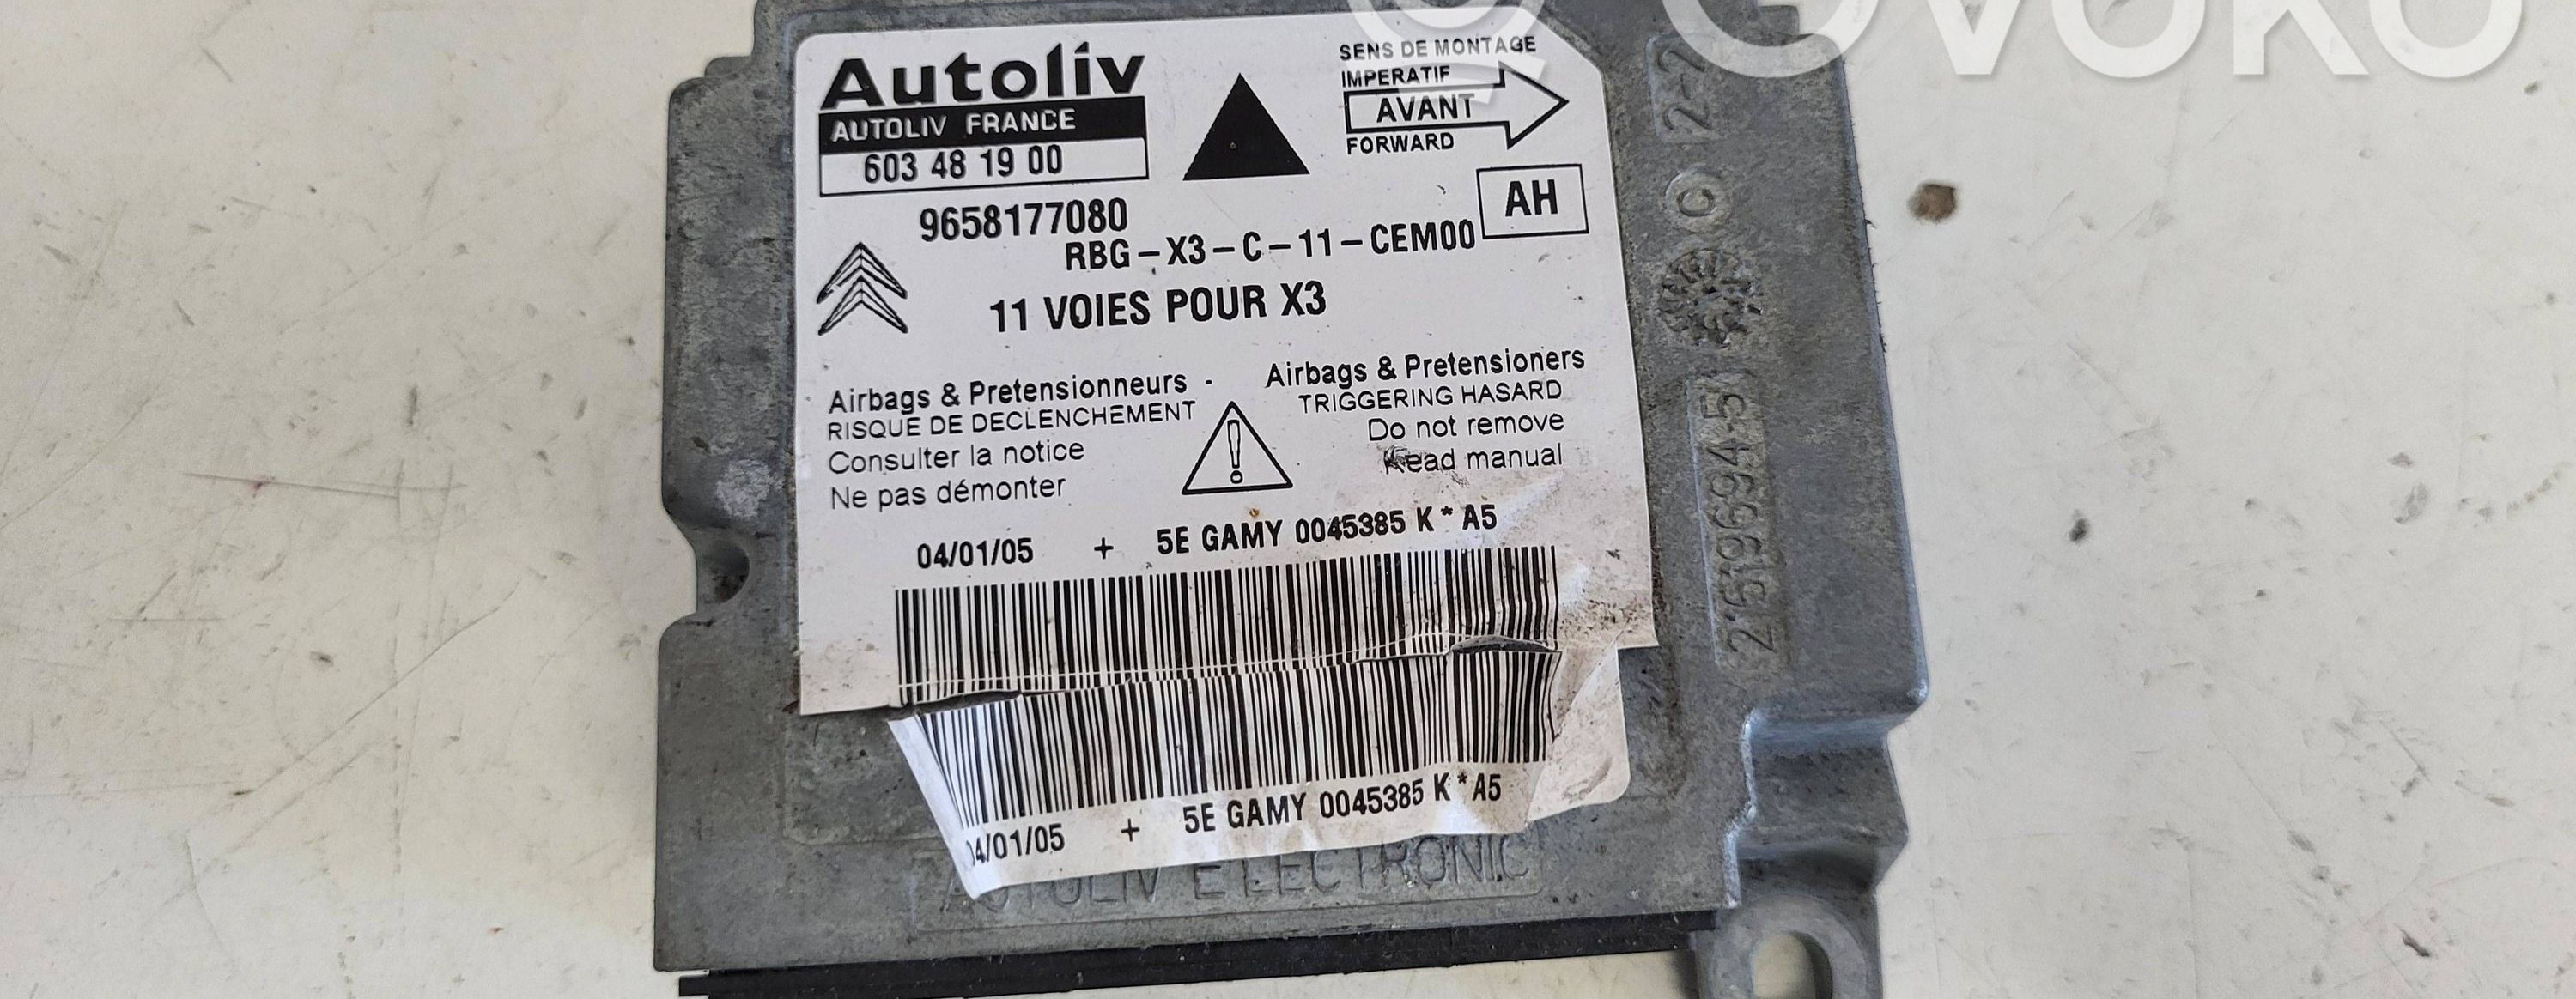 OVOKO
Autoliv
AUTOLIV FRANCE
603 48 19 00
SENS DE MONTAGE
IMPERATIF
AVANT
FORWARD
9658177080
AH
RBG-X3-C-11-CEM00
11 VOIES POUR X3
Airbags & Pretensionneurs -
RISQUE DE DECLENCHEMENT
Consulter la notice
Ne pas démonter
Airbags & Pretensioners
TRIGGERING HASARD
Do not remove
Read manual
04/01/05 + 5E GAMY 0045385 K*A5
04/01/05 + 5E GAMY 0045385 K*A5
AUTOLIV ELECTRONIC
C 2-2